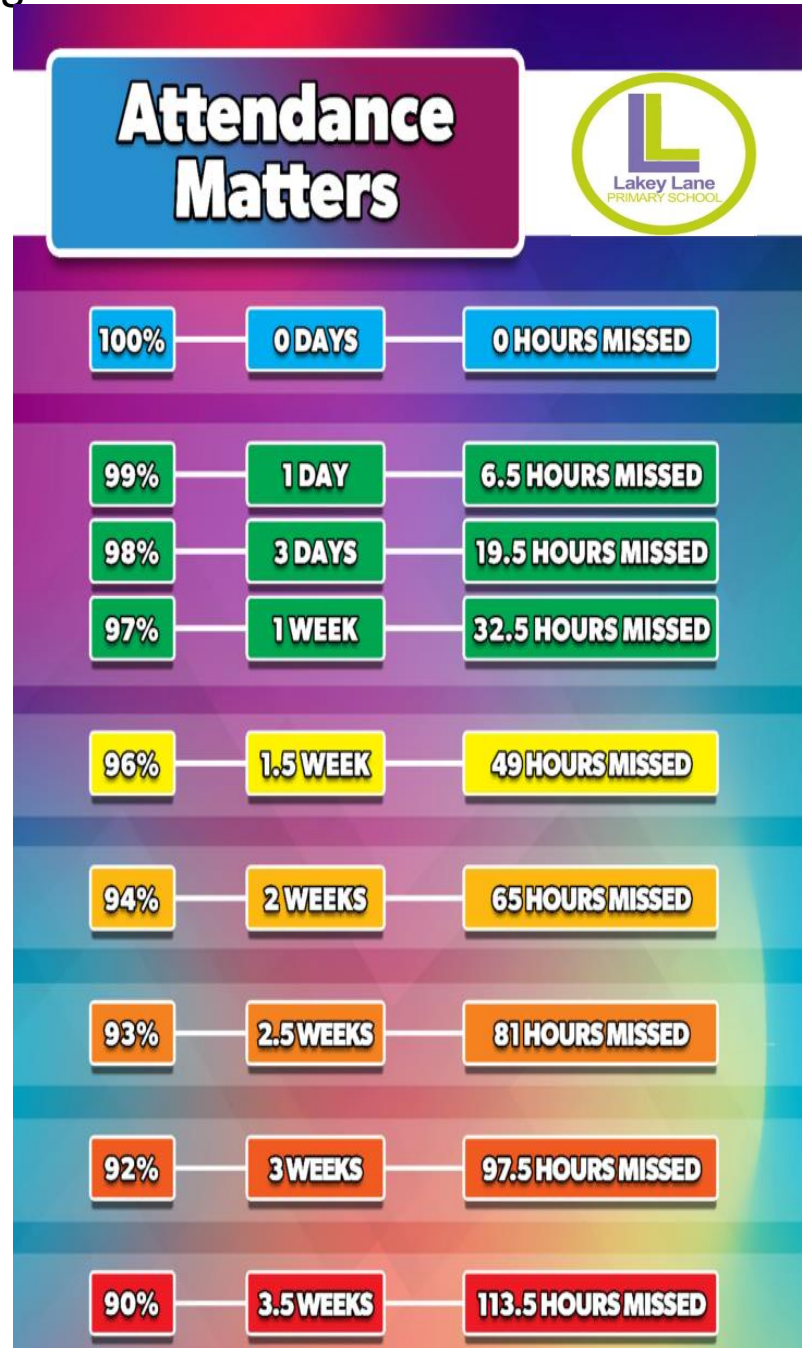 Attendance
Matters
Lakey Lane
PRIMARY SCHOOL
100% 0 DAYS 0 HOURS MISSED
99% 1 DAY 6.5 HOURS MISSED
98% 3 DAYS 19.5 HOURS MISSED
97% 1 WEEK 32.5 HOURS MISSED
96% 1.5 WEEK 49 HOURS MISSED
94% 2 WEEKS 65 HOURS MISSED
93% 2.5 WEEKS 81 HOURS MISSED
92% 3 WEEKS 97.5 HOURS MISSED
90% 3.5 WEEKS 113.5 HOURS MISSED